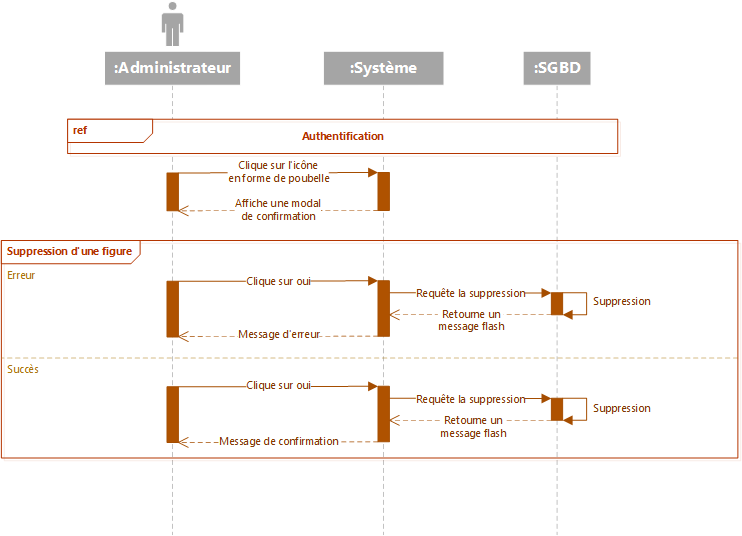 :Administrateur
:Système
:SGBD
ref
Authentification
Clique sur l'icône
en forme de poubelle
Affiche une modal
de confirmation
Suppression d'une figure
Erreur
Clique sur oui
Requête la suppression
Suppression
Retourne un
message flash
Message d'erreur
Succès
Clique sur oui
Requête la suppression
Suppression
Retourne un
message flash
Message de confirmation